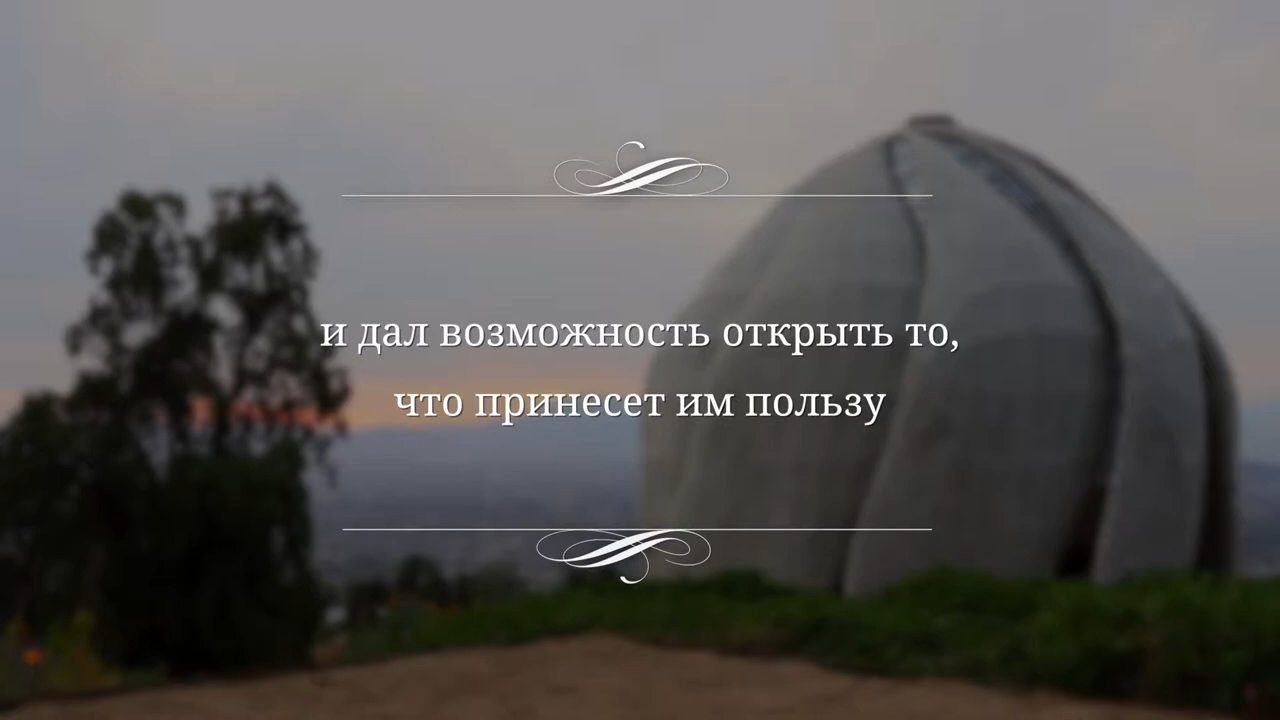 и дал возможность открыть то,
что принесет им пользу